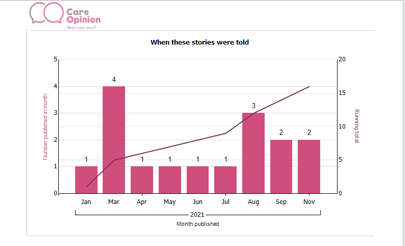 Care
Opinion
What's your story?
When these stories were told
Number published in month
5
4
3
2
1
0
1
4
1
1
1
1
3
2
2
20
15
10
5
0
Running total
Jan
Mar
Apr
May
Jun
Jul
Aug
Sep
Nov
2021
Month published